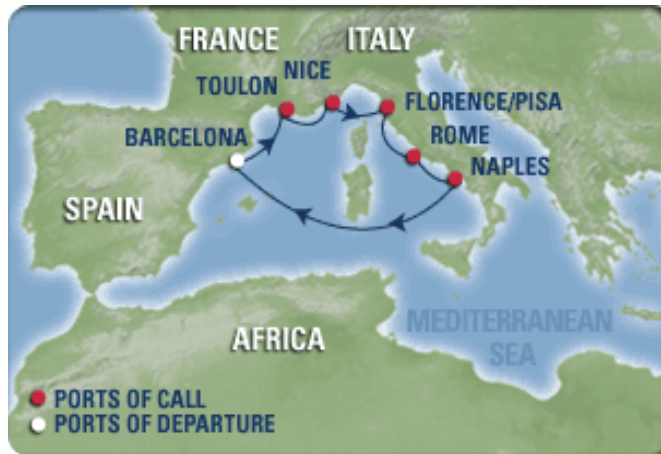 FRANCE
ITALY
TOULON
NICE
FLORENCE/PISA
BARCELONA
ROME
NAPLES
SPAIN
AFRICA
MEDITERRANEAN
SEA
PORTS OF CALL
PORTS OF DEPARTURE